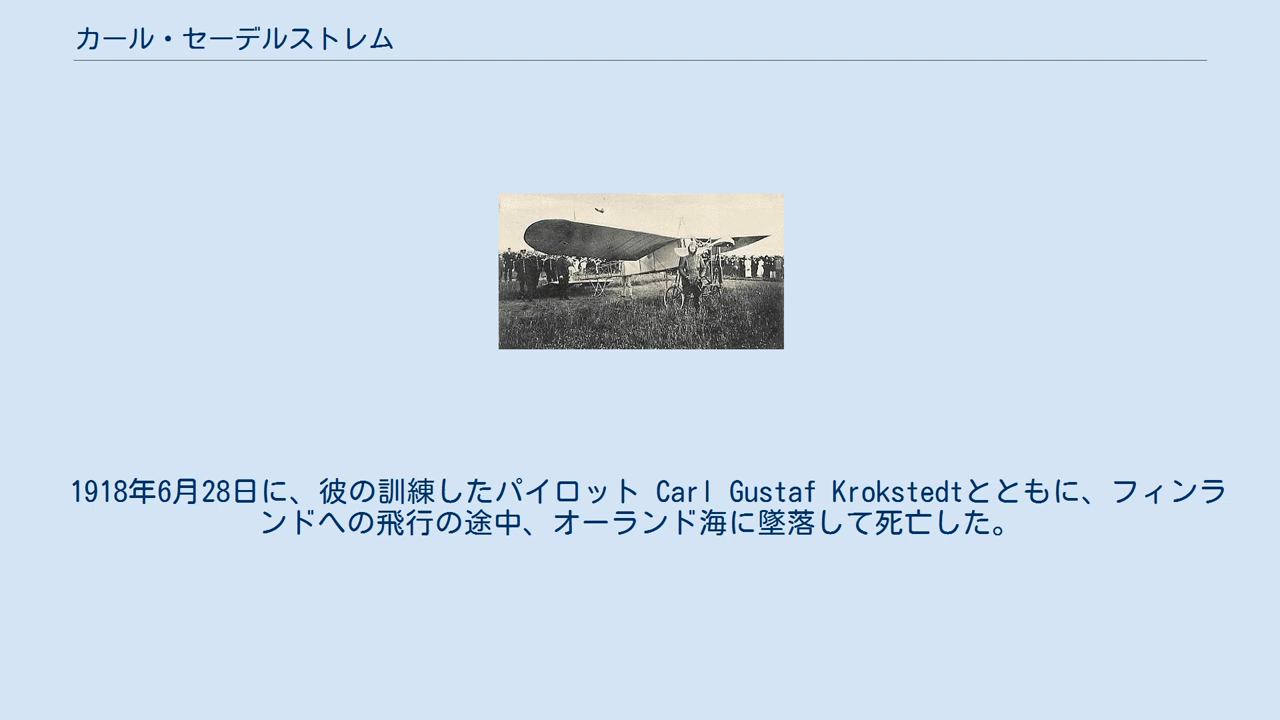 カール・セーデルストレム
1918年6月28日に、彼の訓練したパイロット Carl Gustaf Krokstedtとともに、フィンラ
ンドへの飛行の途中、オーランド海に墜落して死亡した。